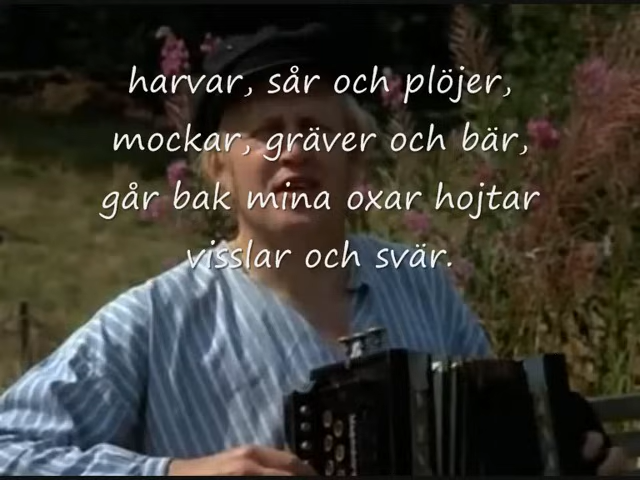 harvar, sår och plöjer,
mockar, gräver och bär,
går bak mina oxar hojtar
visslar och svär.